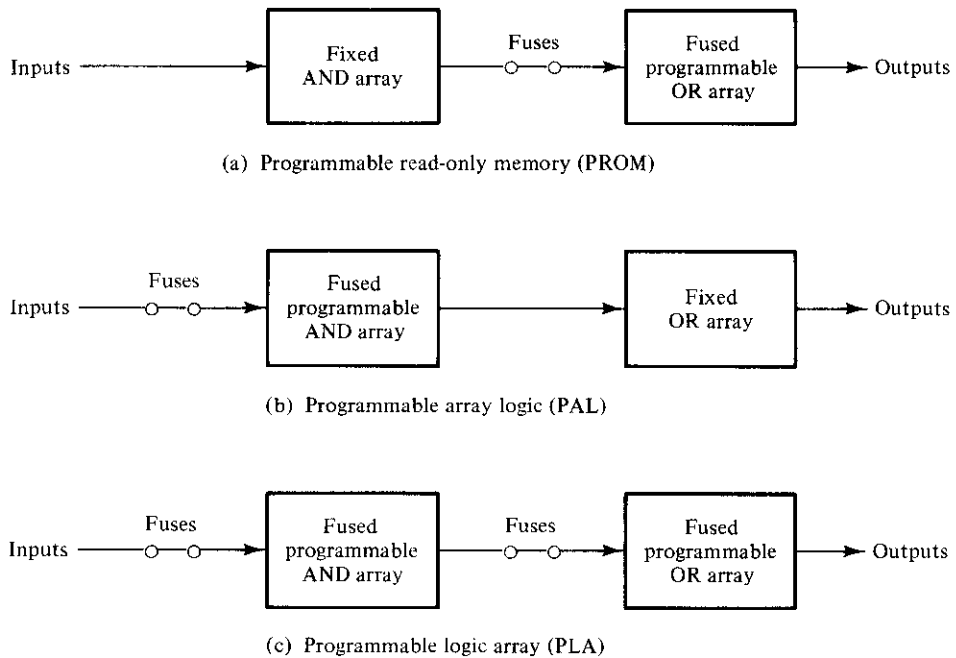 Inputs
Fixed
AND array
Fuses
Fused
programmable
OR array
Outputs
(a) Programmable read-only memory (PROM)
Inputs
Fuses
Fused
programmable
AND array
Fixed
OR array
Outputs
(b) Programmable array logic (PAL)
Inputs
Fuses
Fused
programmable
AND array
Fuses
Fused
programmable
OR array
Outputs
(c) Programmable logic array (PLA)